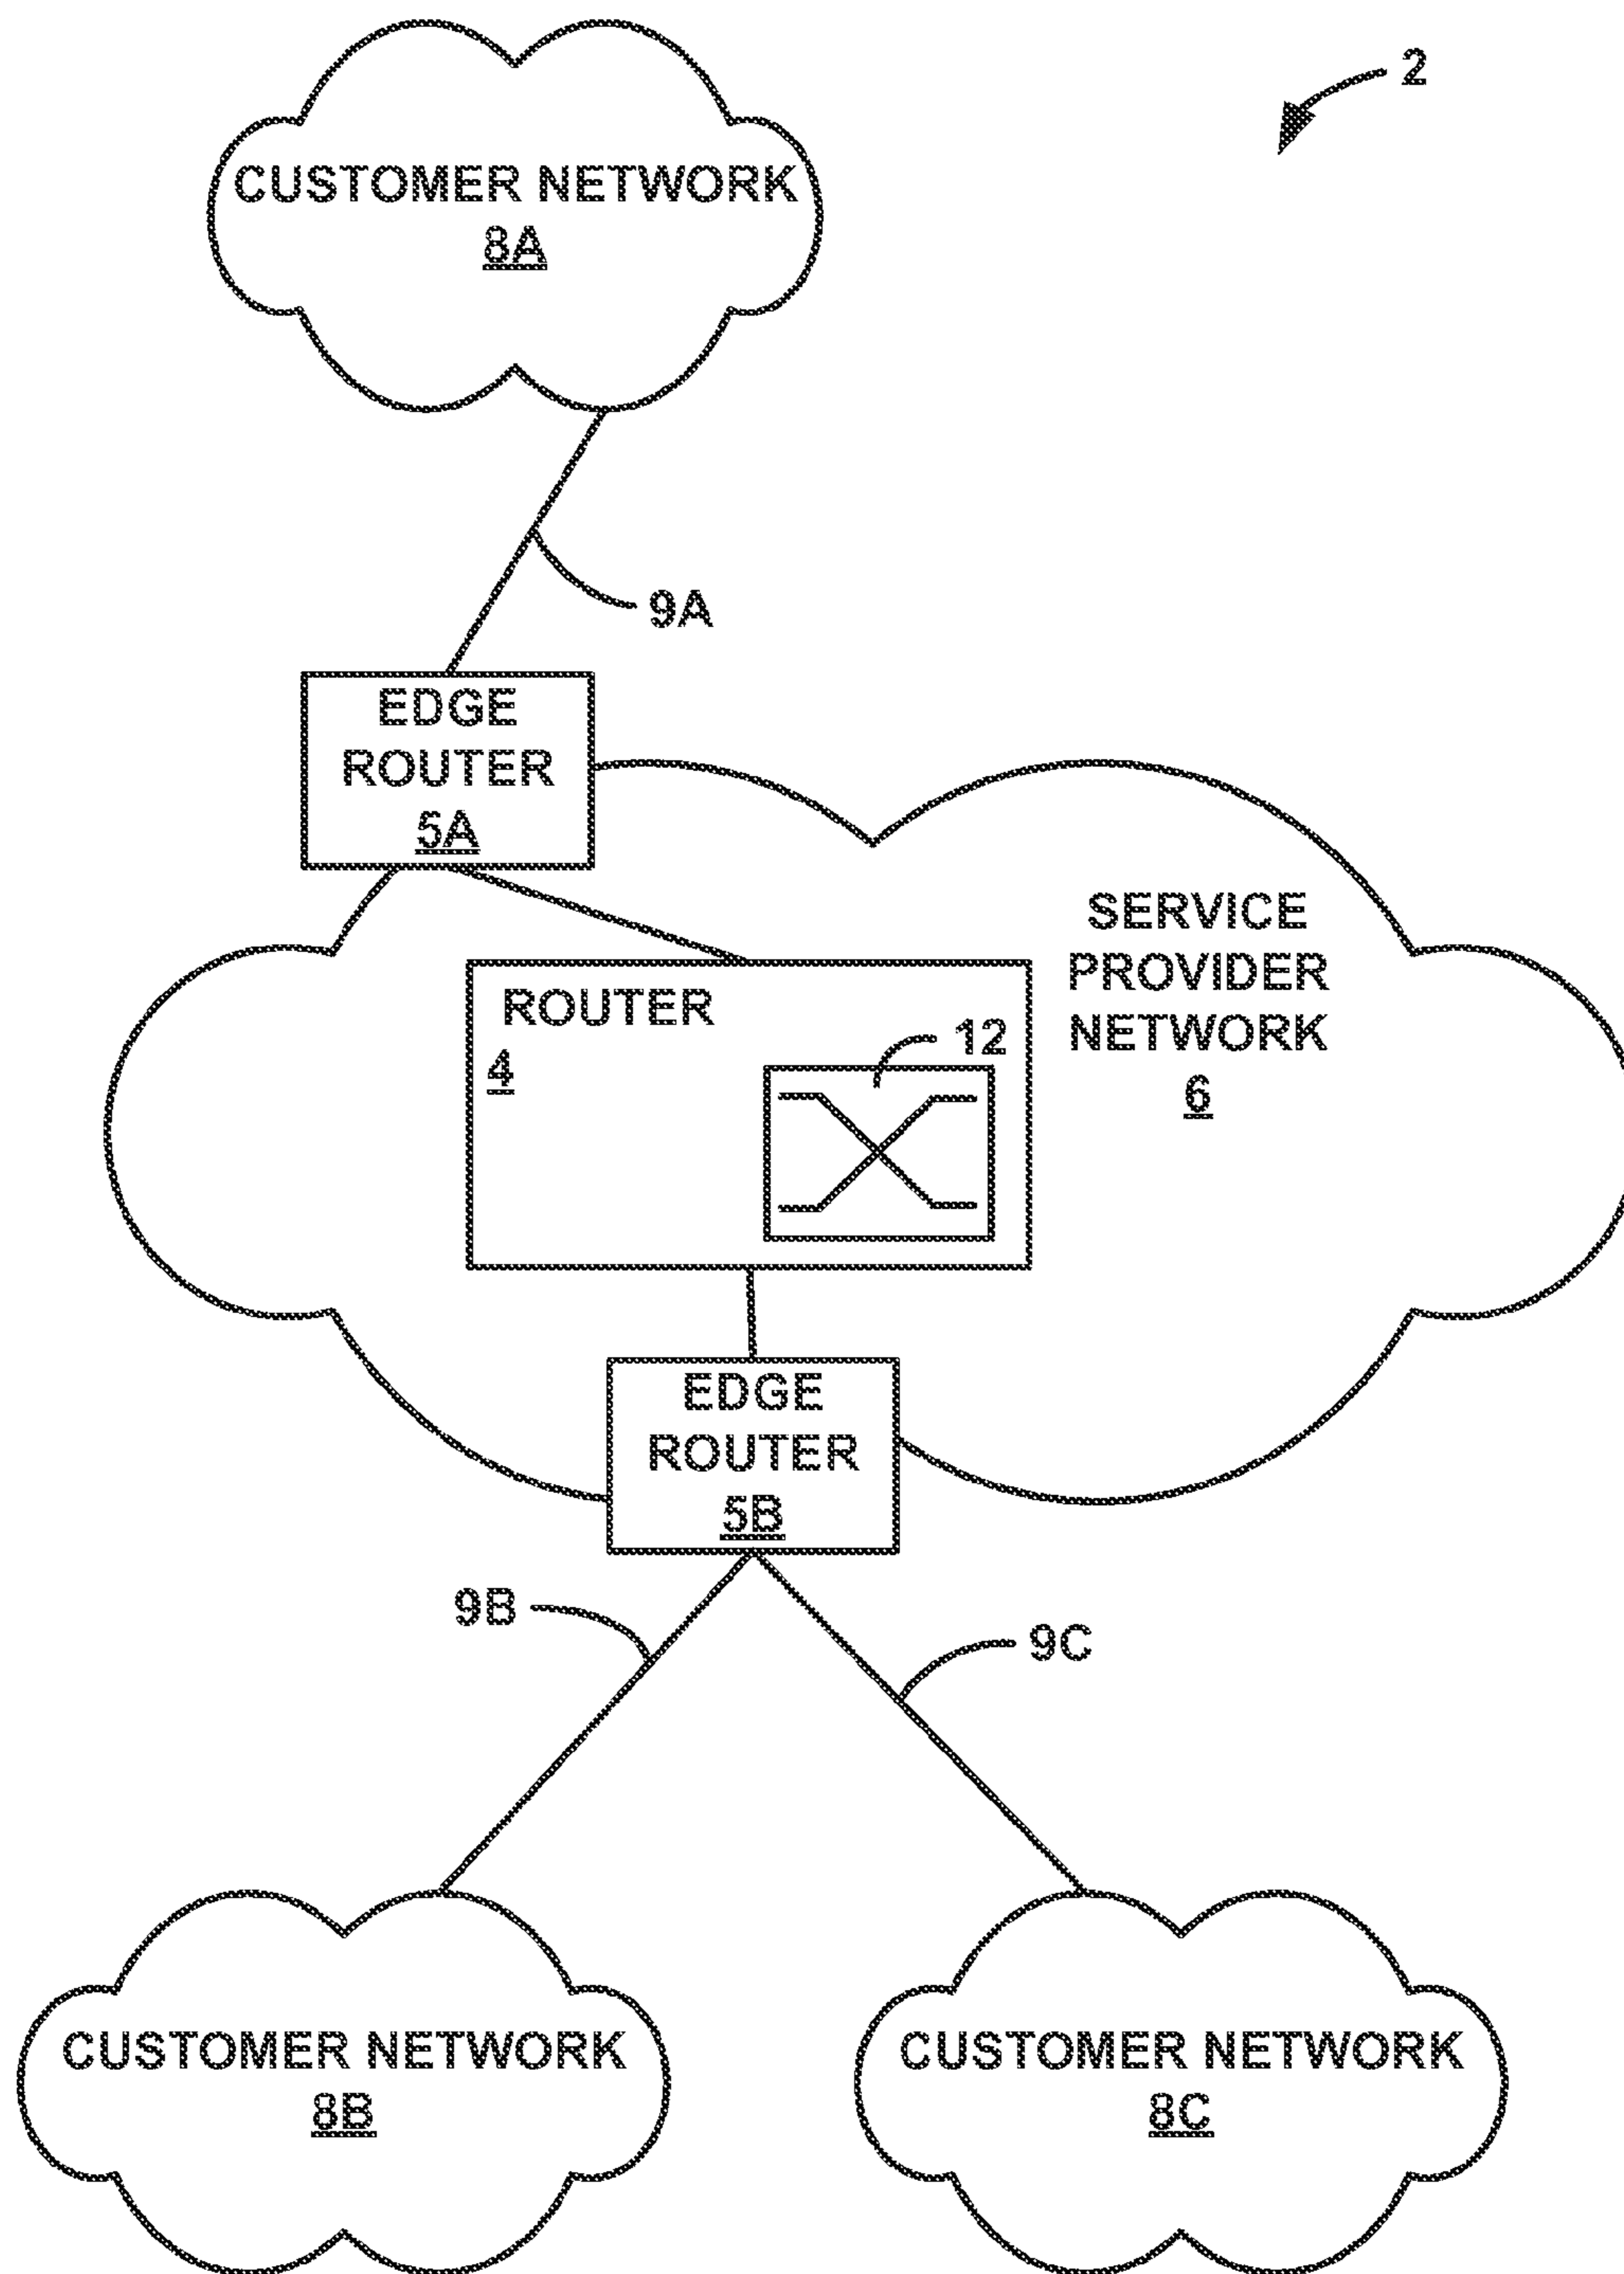 2
CUSTOMER NETWORK
8A
9A
EDGE
ROUTER
5A
SERVICE
PROVIDER
NETWORK
6
ROUTER
4
12
EDGE
ROUTER
5B
9B
9C
CUSTOMER NETWORK
8B
CUSTOMER NETWORK
8C